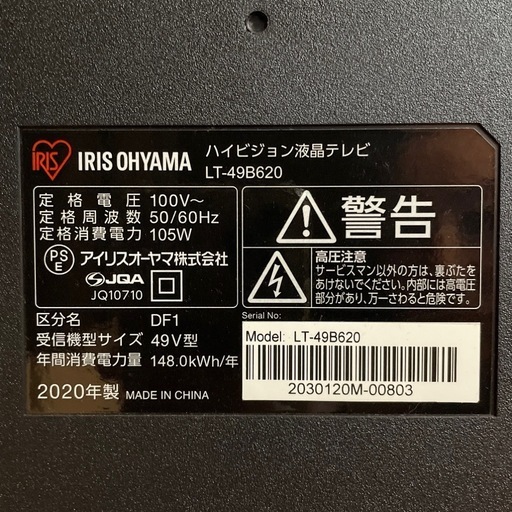 IRIS IRIS OHYAMA
ハイビジョン液晶テレビ
LT-49B620
定格電圧 100V～
定格周波数 50/60Hz
定格消費電力 105W
PSE アイリスオーヤマ株式会社
JQA
JQ10710
区分名 DF1
受信機型サイズ 49V型
年間消費電力量 148.0kWh/年
2020年製 MADE IN CHINA
警告
高圧注意
サービスマン以外の方は、裏ぶたを
あけないでください。内部には高電圧
部分が数多くあり、万一さわると危険です。
Serial No:
Model: LT-49B620
2030120M-00803